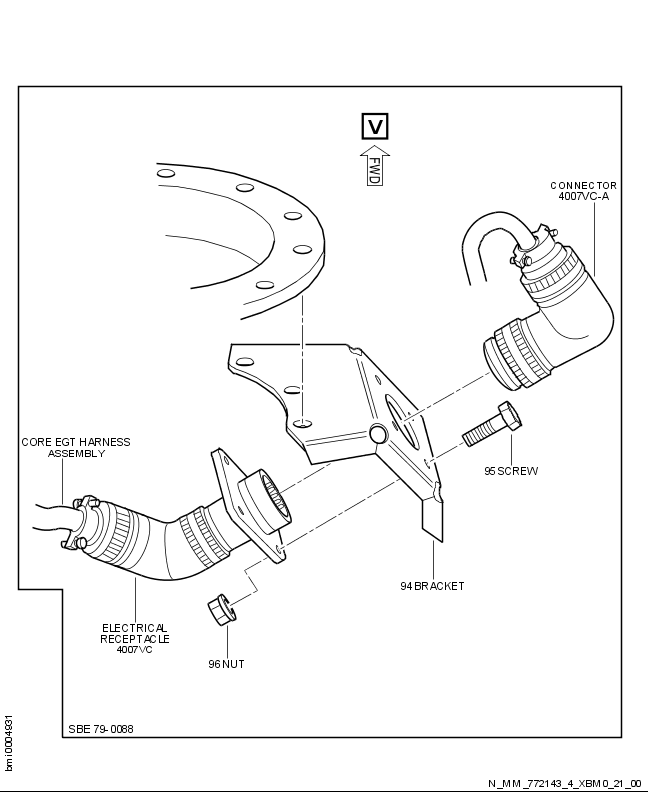 V
FWD
CONNECTOR
4007VC-A
CORE EGT HARNESS
ASSEMBLY
95 SCREW
94 BRACKET
ELECTRICAL
RECEPTACLE
4007VC
96 NUT
SBE 79-0088
bmi0004931
N_MM_772143_4_XBM0_21_00